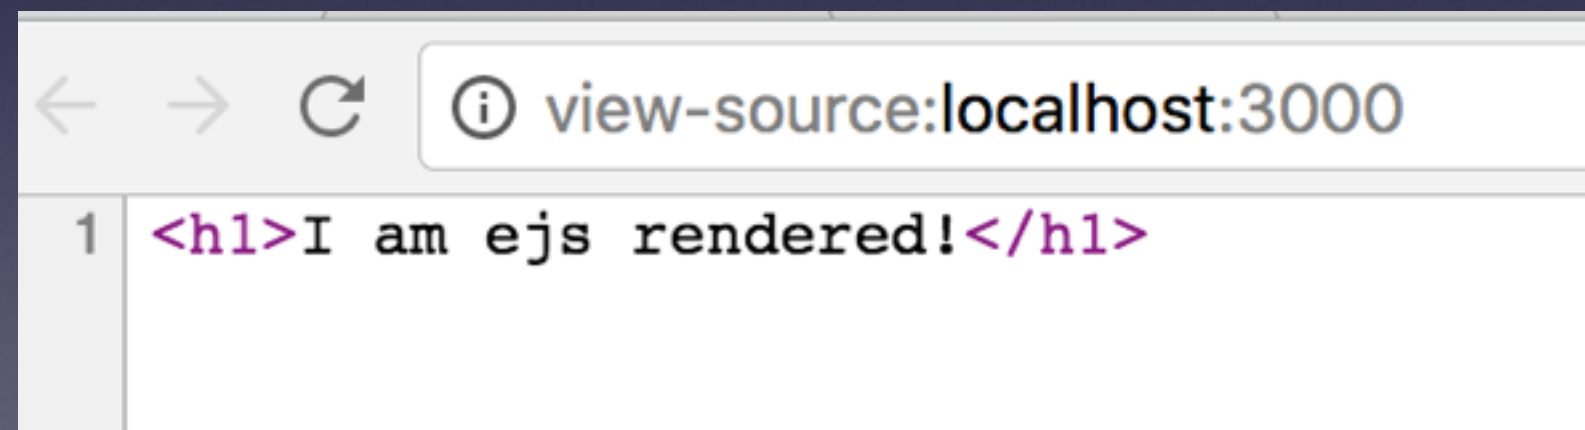 view-source:localhost:3000
1 <h1>I am ejs rendered!</h1>